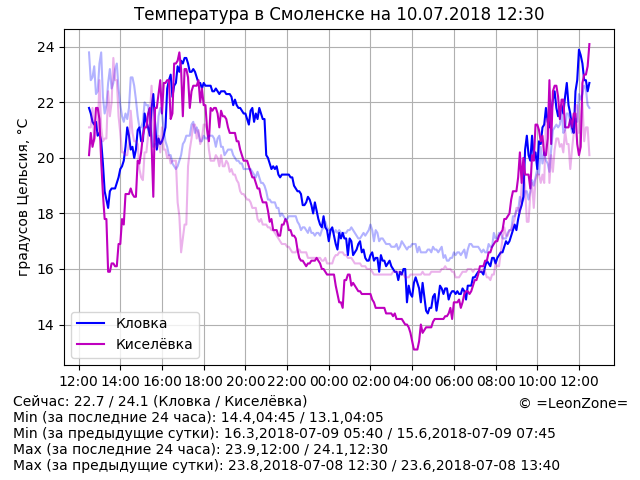 Температура в Смоленске на 10.07.2018 12:30
градусов Цельсия, °C
24
22
20
18
16
14
Кловка
Киселёвка
12:00 14:00 16:00 18:00 20:00 22:00 00:00 02:00 04:00 06:00 08:00 10:00 12:00
Сейчас: 22.7 / 24.1 (Кловка / Киселёвка)
© =LeonZone=
Min (за последние 24 часа): 14.4,04:45 / 13.1,04:05
Min (за предыдущие сутки): 16.3,2018-07-09 05:40 / 15.6,2018-07-09 07:45
Max (за последние 24 часа): 23.9,12:00 / 24.1,12:30
Max (за предыдущие сутки): 23.8,2018-07-08 12:30 / 23.6,2018-07-08 13:40